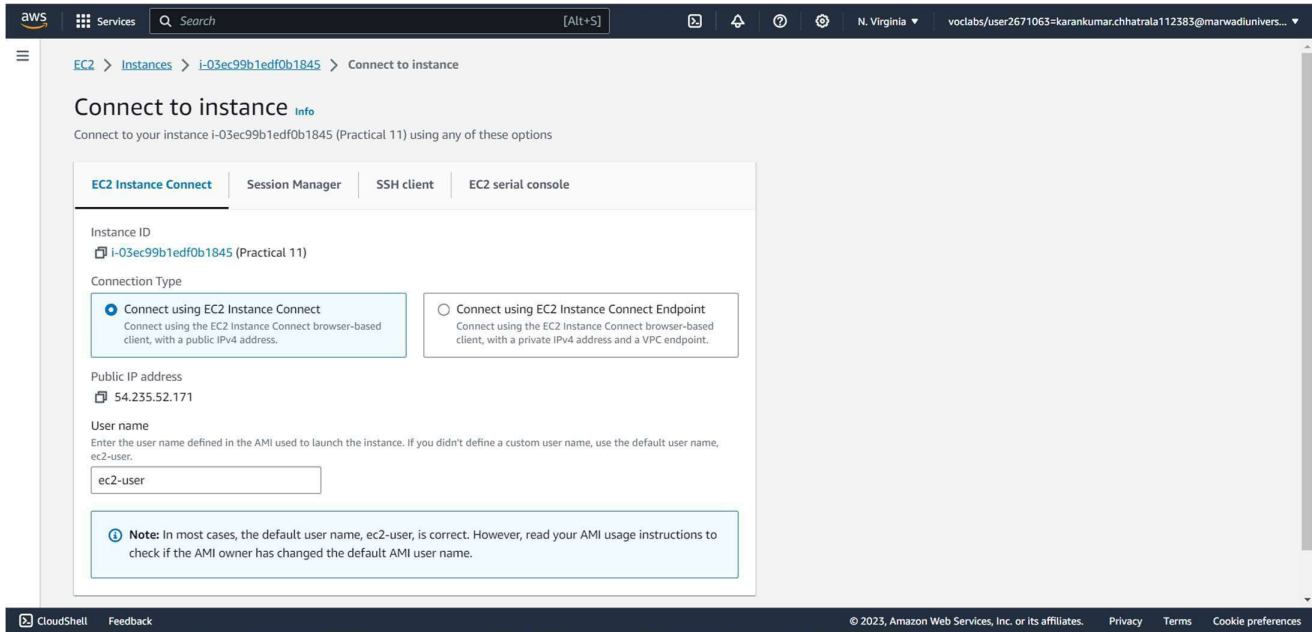 aws Services Search [Alt+S] N. Virginia voclabs/user2671063=karankumar.chhatrala112383@marwadiunivers...
EC2 > Instances > i-03ec99b1edf0b1845 > Connect to instance
Connect to instance Info
Connect to your instance i-03ec99b1edf0b1845 (Practical 11) using any of these options
EC2 Instance Connect Session Manager SSH client EC2 serial console
Instance ID
i-03ec99b1edf0b1845 (Practical 11)
Connection Type
Connect using EC2 Instance Connect
Connect using the EC2 Instance Connect browser-based
client, with a public IPv4 address.
Connect using EC2 Instance Connect Endpoint
Connect using the EC2 Instance Connect browser-based
client, with a private IPv4 address and a VPC endpoint.
Public IP address
54.235.52.171
User name
Enter the user name defined in the AMI used to launch the instance. If you didn't define a custom user name, use the default user name,
ec2-user.
ec2-user
Note: In most cases, the default user name, ec2-user, is correct. However, read your AMI usage instructions to
check if the AMI owner has changed the default AMI user name.
CloudShell Feedback © 2023, Amazon Web Services, Inc. or its affiliates. Privacy Terms Cookie preferences